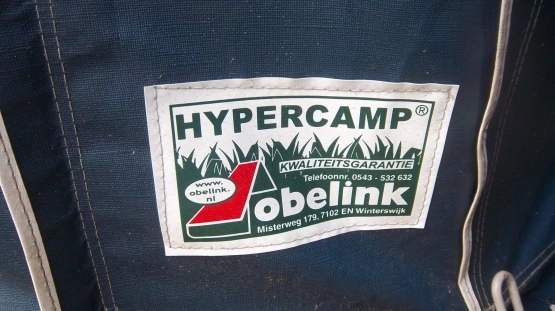 HYPERCAMP®
KWALITEITSGARANTIE
Telefoonnr. 0543 - 532 632
www.
obelink.
nl
obelink
Misterweg 179. 7102 EN Winterswijk